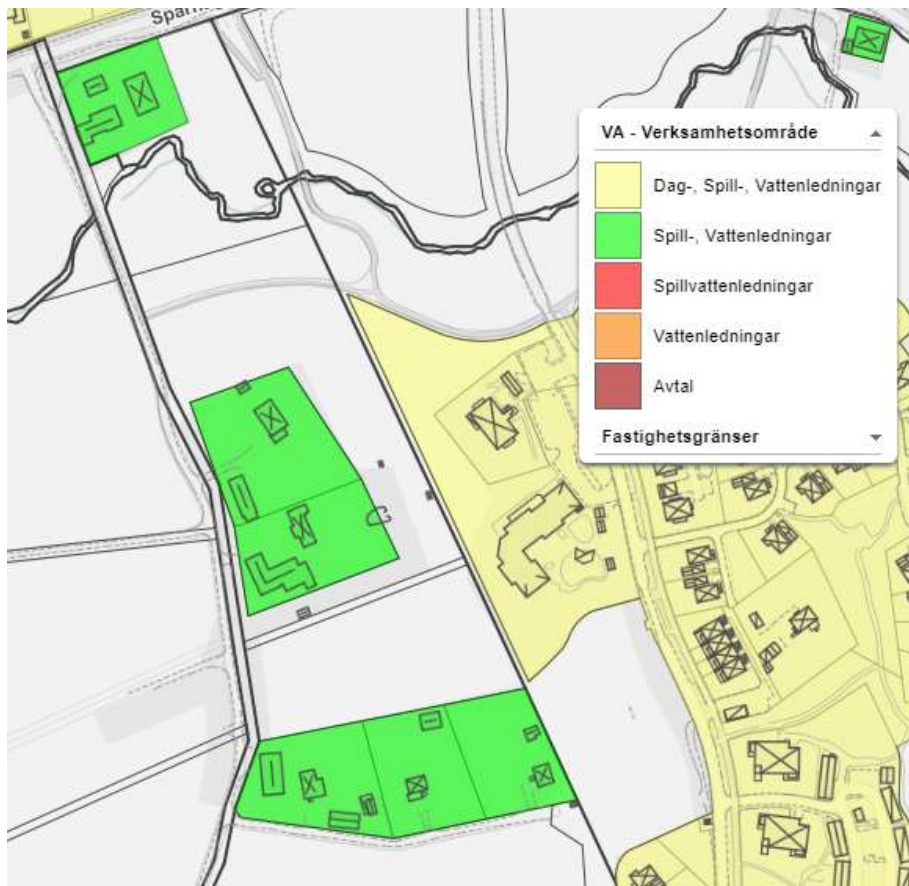 VA - Verksamhetsområde
Dag-, Spill-, Vattenledningar
Spill-, Vattenledningar
Spillvattenledningar
Vattenledningar
Avtal
Fastighetsgränser